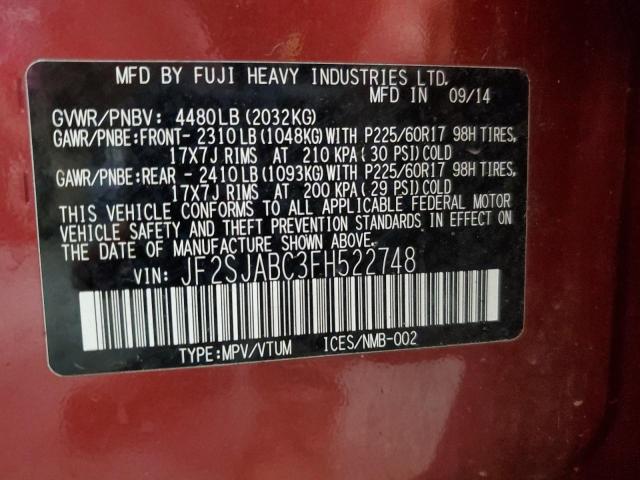 MFD BY FUJI HEAVY INDUSTRIES LTD.
MFD IN 09/14
GVWR/PNBV: 4480LB (2032KG)
GAWR/PNBE:FRONT- 2310LB (1048KG) WITH P225/60R17 98H TIRES,
17X7J RIMS AT 210 KPA (30 PSI) COLD
GAWR/PNBE:REAR - 2410LB (1093KG) WITH P225/60R17 98H TIRES,
17X7J RIMS AT 200 KPA (29 PSI) COLD
THIS VEHICLE CONFORMS TO ALL APPLICABLE FEDERAL MOTOR
VEHICLE SAFETY AND THEFT PREVENTION STANDARDS IN EFFECT ON
THE DATE OF MANUFACTURE SHOWN ABOVE.
VIN: JF2SJABC3FH522748
TYPE:MPV/VTUM ICES/NMB-002